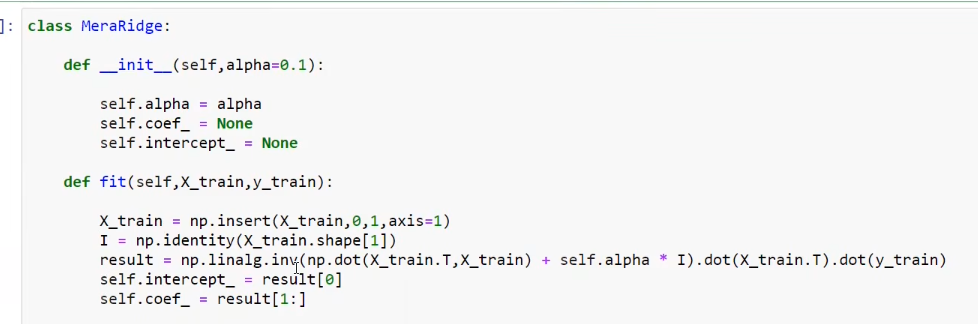 ]: class MeraRidge:
def __init__(self,alpha=0.1):
self.alpha = alpha
self.coef_ = None
self.intercept_ = None
def fit(self,X_train,y_train):
X_train = np.insert(X_train,0,1,axis=1)
I = np.identity(X_train.shape[1])
result = np.linalg.inv(np.dot(X_train.T,X_train) + self.alpha * I).dot(X_train.T).dot(y_train)
self.intercept_ = result[0]
self.coef_ = result[1:]